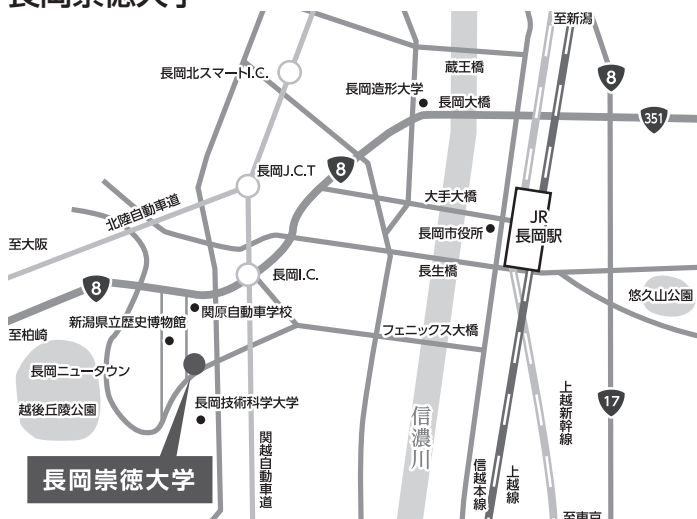 長岡崇徳大学
至新潟
長岡北スマートI.C.
蔵王橋
8
長岡造形大学
長岡大橋
351
長岡J.C.T
8
大手大橋
北陸自動車道
JR
長岡駅
長岡市役所
至大阪
長岡I.C.
長生橋
8
悠久山公園
関原自動車学校
新潟県立歴史博物館
至柏崎
フェニックス大橋
長岡ニュータウン
越後丘陵公園
長岡技術科学大学
17
上越新幹線
信濃川
関越自動車道
信越本線
上越線
長岡崇徳大学
至東京